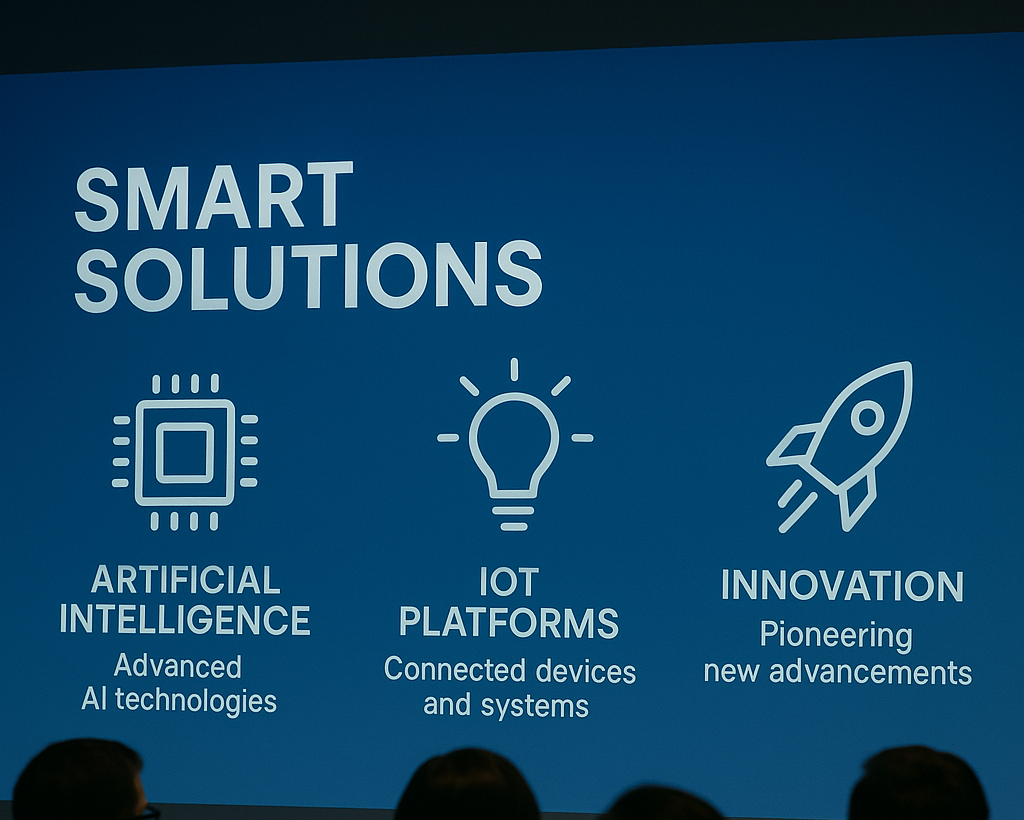 SMART
SOLUTIONS
ARTIFICIAL
INTELLIGENCE
Advanced
AI technologies
IOT
PLATFORMS
Connected devices
and systems
INNOVATION
Pioneering
new advancements